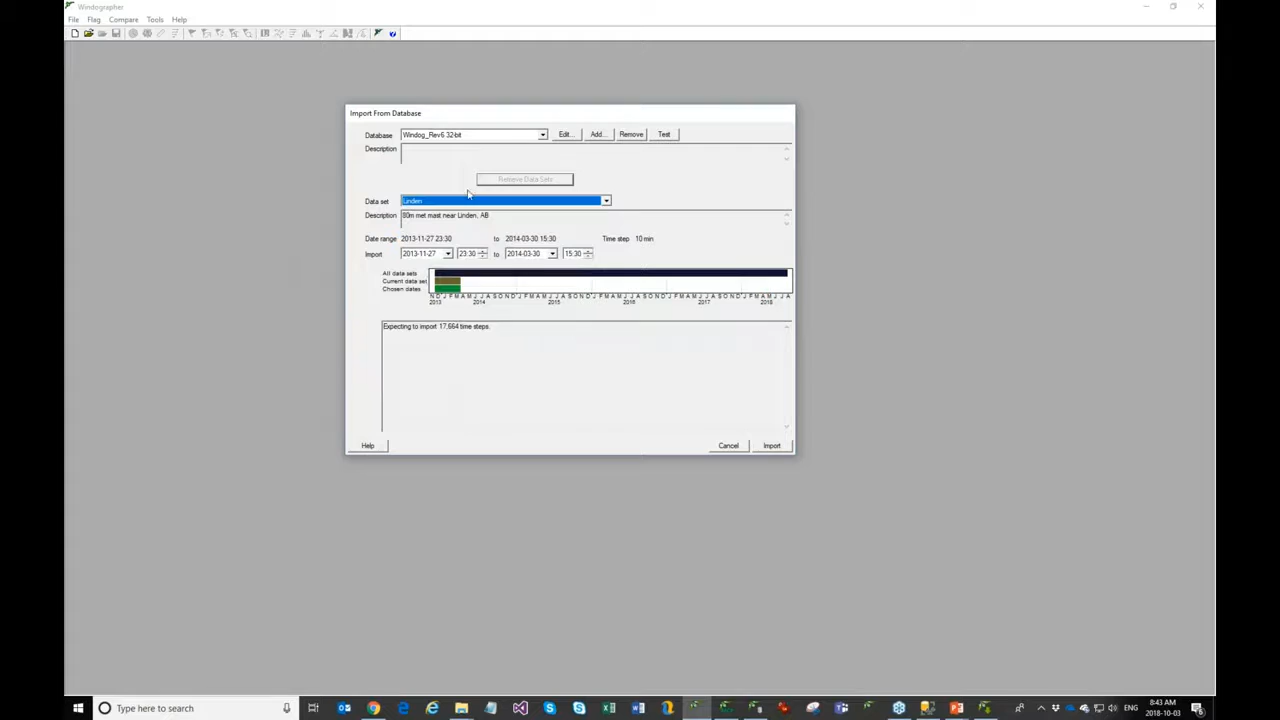 Windographer
File Flag Compare Tools Help
Import From Database
Database Windog_Rev6 32-bit Edit... Add... Remove Test
Description
Retrieve Data Sets
Data set Linden
Description 80m met mast near Linden, AB
Date range 2013-11-27 23:30 to 2014-03-30 15:30 Time step 10 min
Import 2013-11-27 23:30 to 2014-03-30 15:30
All data sets
Current data set
Chosen dates
N D J F M A M J J A S O N D J F M A M J J A S O N D J F M A M J J A S O N D J F M A M J J A S O N D J F M A M J J A
2013 2014 2015 2016 2017 2018
Expecting to import 17,664 time steps.
Help Cancel Import
Type here to search
ENG 8:43 AM
2018-10-03